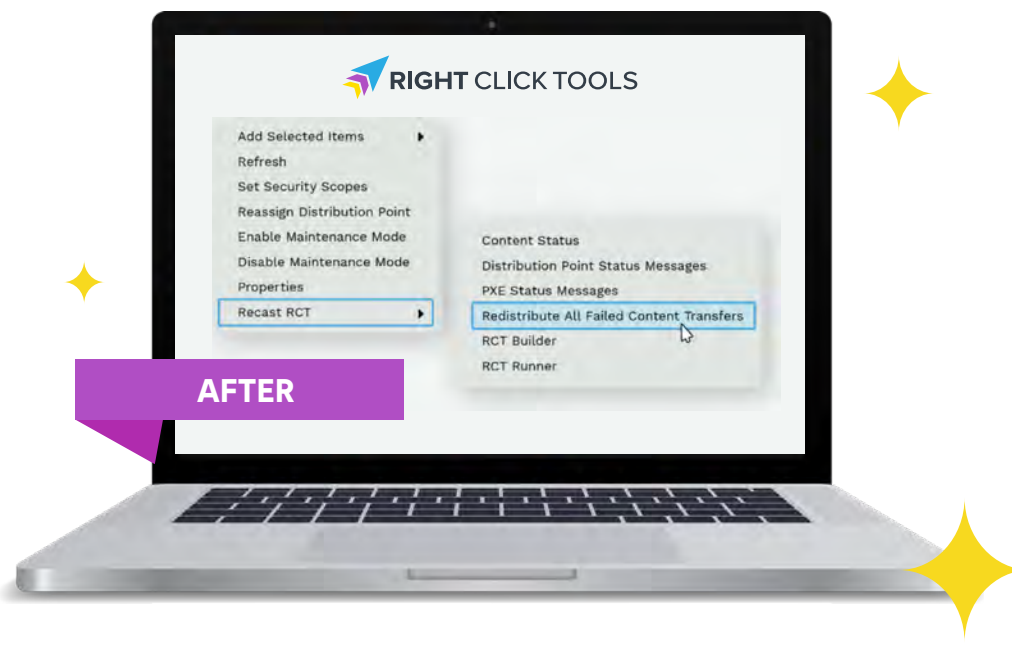 RIGHT CLICK TOOLS
Add Selected Items
Refresh
Set Security Scopes
Reassign Distribution Point
Enable Maintenance Mode
Disable Maintenance Mode
Properties
Recast RCT
Content Status
Distribution Point Status Messages
PXE Status Messages
Redistribute All Failed Content Transfers
RCT Builder
RCT Runner
AFTER